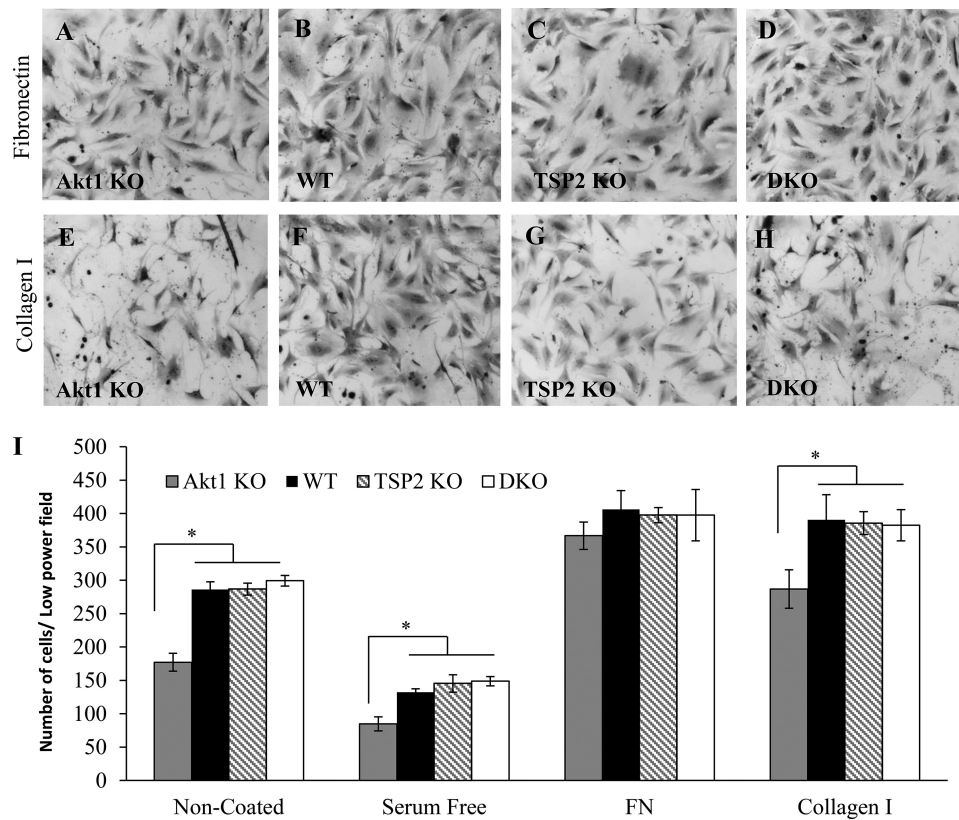 Fibronectin
A
B
C
D
Akt1 KO
WT
TSP2 KO
DKO
Collagen I
E
F
G
H
Akt1 KO
WT
TSP2 KO
DKO
I
Number of cells/ Low power field
500
450
400
350
300
250
200
150
100
50
0
Akt1 KO WT TSP2 KO DKO
*
*
*
Non-Coated Serum Free FN Collagen I